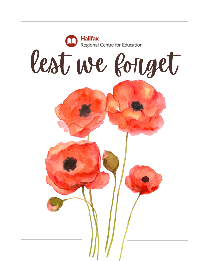 Halifax
Regional Centre for Education
lest we forget